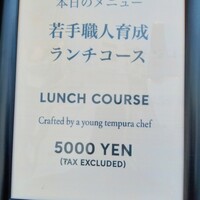 本日のメニュー
若手職人育成
ランチコース
LUNCH COURSE
Crafted by a young tempura chef
5000 YEN
(TAX EXCLUDED)